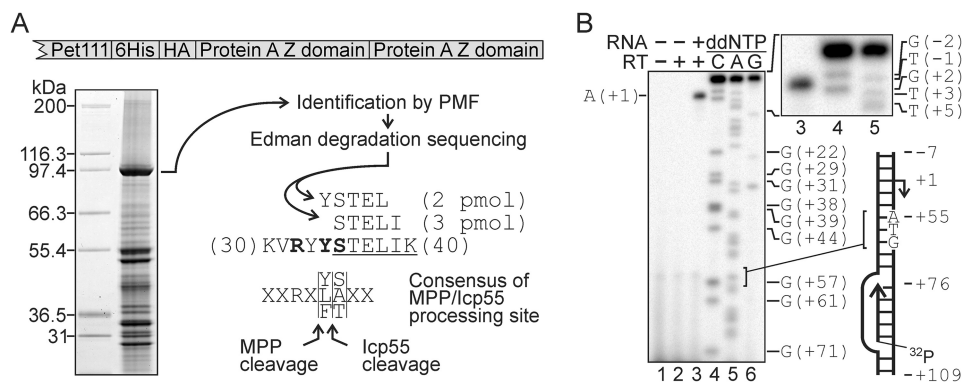 A
Pet111 6His HA Protein A Z domain Protein A Z domain
kDa
200
116.3
97.4
66.3
55.4
36.5
31
Identification by PMF
Edman degradation sequencing
YSTEL (2 pmol)
STELI (3 pmol)
(30) KVRYYSTELIK (40)
YS
XXRXLAXX
FT
Consensus of
MPP/Icp55
processing site
MPP
cleavage
Icp55
cleavage
B
RNA - - + ddNTP
RT - + + C A G
A(+1)
G(+22)
G(+29)
G(+31)
G(+38)
G(+39)
G(+44)
G(+57)
G(+61)
G(+71)
1 2 3 4 5 6
3 4 5
G(-2)
T(-1)
G(+2)
T(+3)
T(+5)
-7
+1
A
T
G
+55
+76
32P
+109